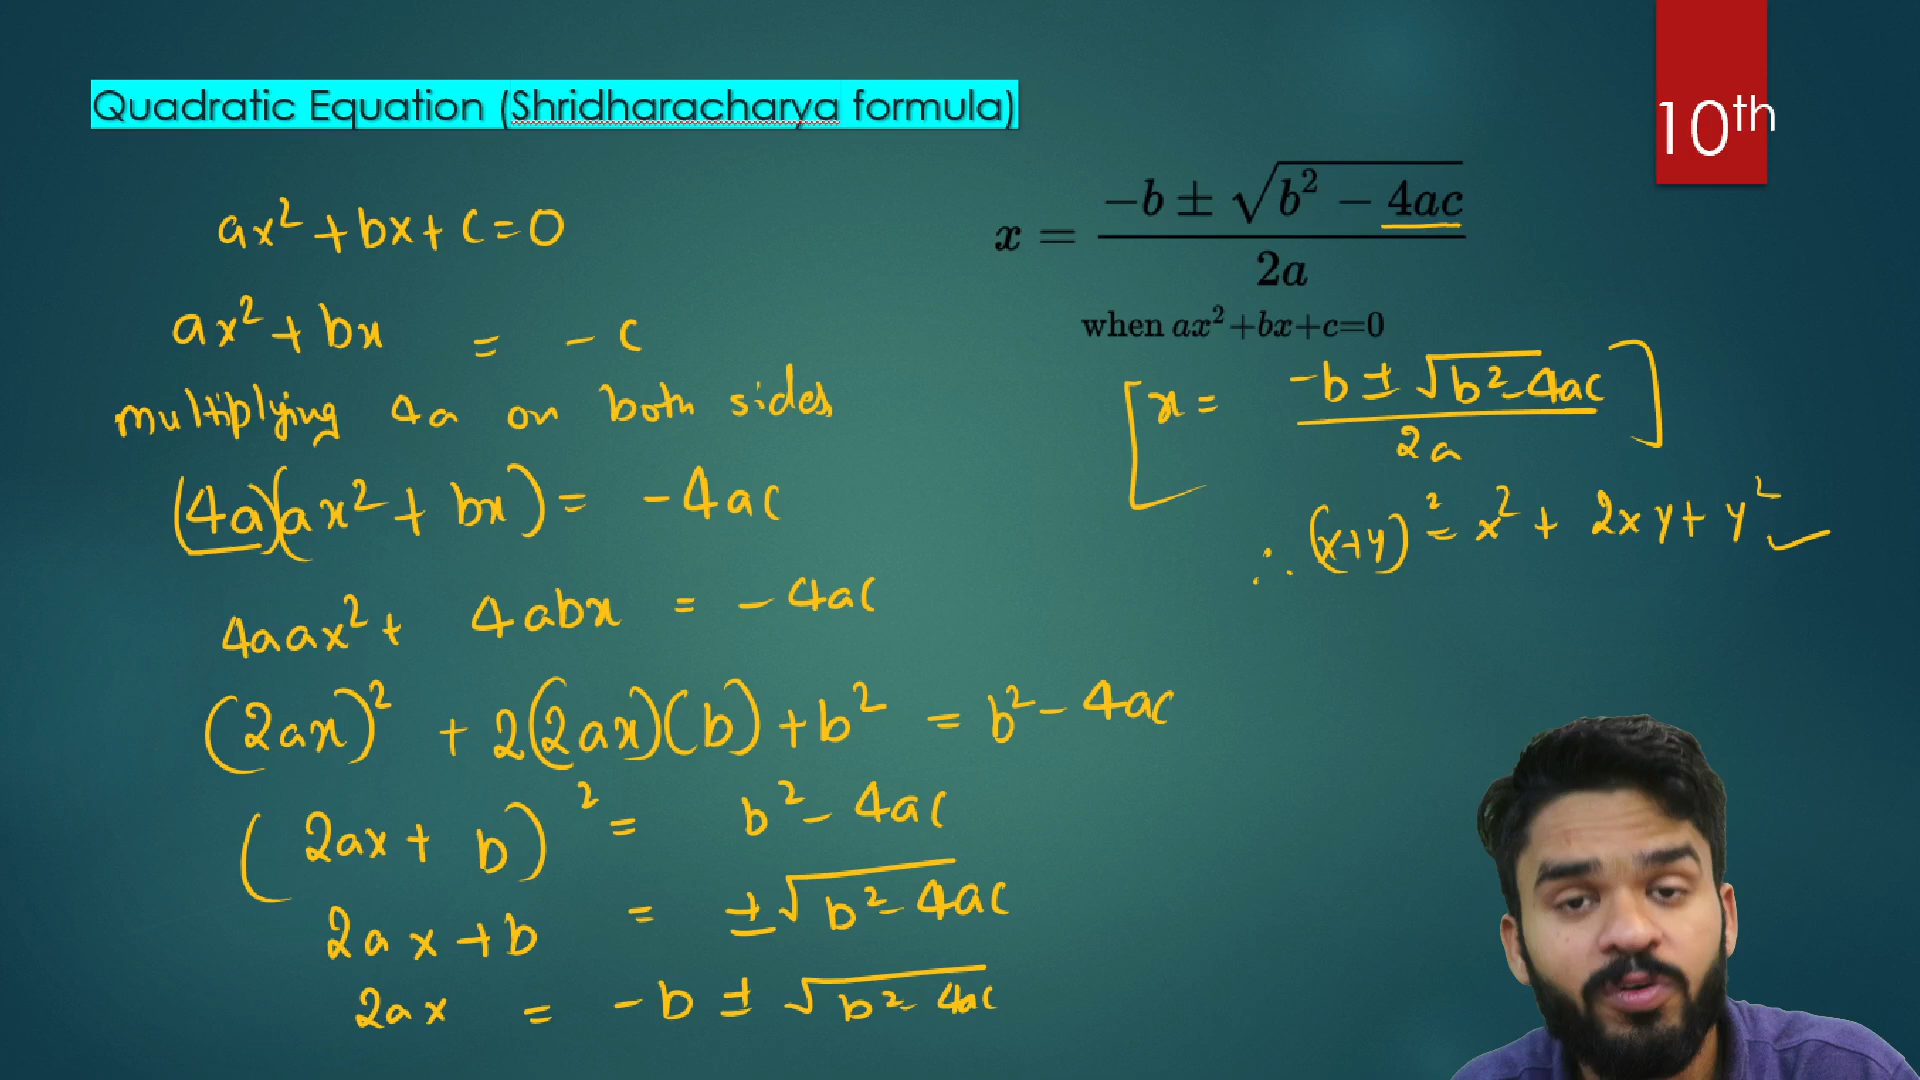 Quadratic Equation (Shridharacharya formula)
10th
ax² + bx + c = 0
ax² + bx = - c
multiplying 4a on both sides
(4a)(ax² + bx) = - 4ac
4aax² + 4abx = - 4ac
(2ax)² + 2(2ax)(b) + b² = b² - 4ac
(2ax + b)² = b² - 4ac
2ax + b = ± √b² - 4ac
2ax = - b ± √b² - 4ac
x = -b ± √b² - 4ac / 2a
when ax²+bx+c=0
[x = -b ± √b² - 4ac / 2a]
∴ (x+y)² = x² + 2xy + y²